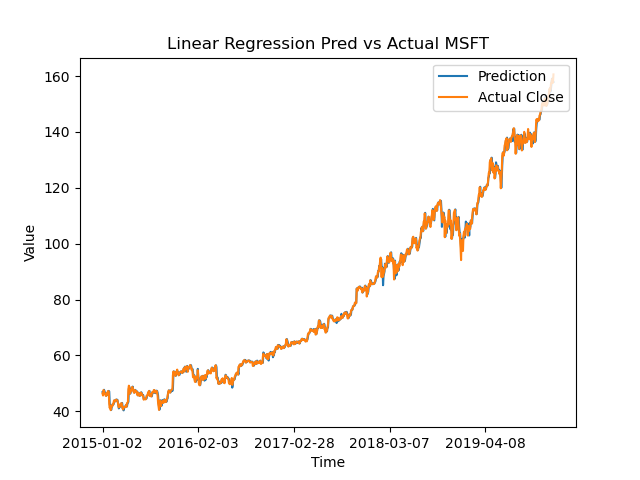 Linear Regression Pred vs Actual MSFT
Prediction
Actual Close
160
140
120
100
80
60
40
Value
2015-01-02 2016-02-03 2017-02-28 2018-03-07 2019-04-08
Time